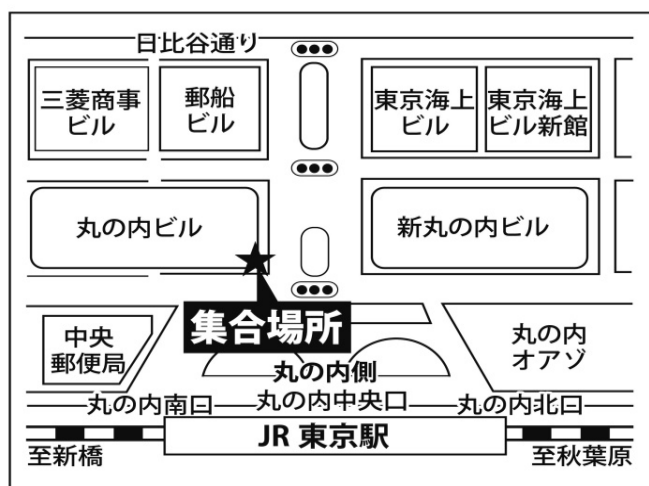 日比谷通り
三菱商事
ビル
郵船
ビル
東京海上
ビル
東京海上
ビル新館
丸の内ビル
新丸の内ビル
集合場所
中央
郵便局
丸の内
オアゾ
丸の内側
丸の内南口
丸の内中央口
丸の内北口
JR 東京駅
至新橋
至秋葉原